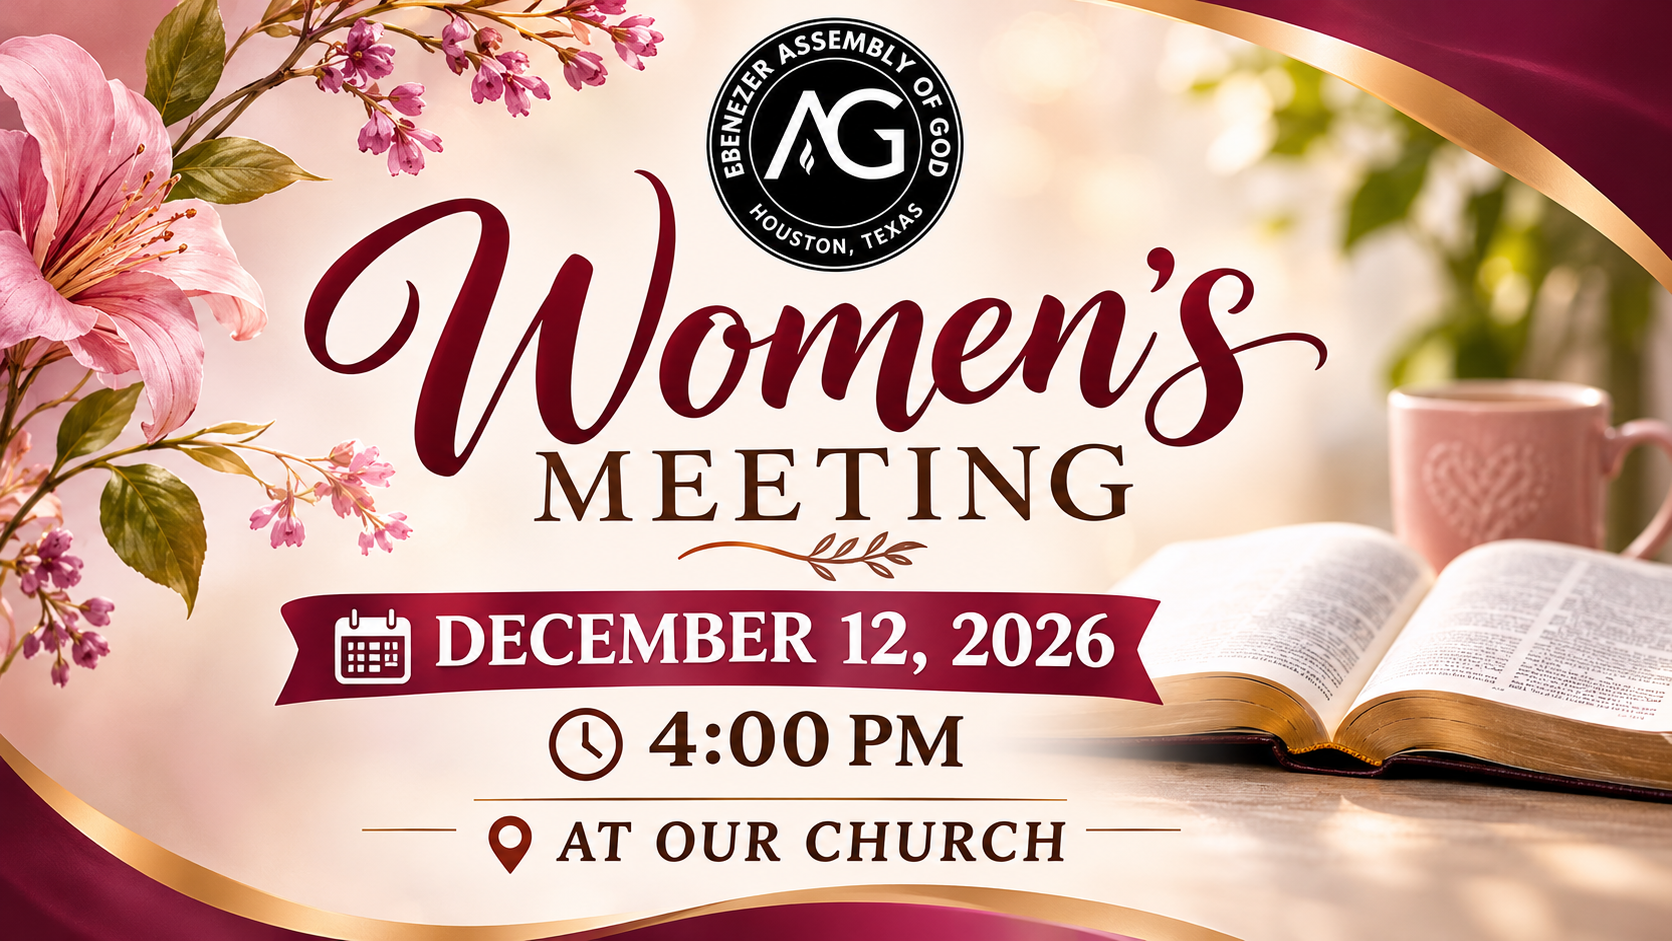 EBENEZER ASSEMBLY OF GOD
AG
HOUSTON, TEXAS
Women's
MEETING
DECEMBER 12, 2026
4:00 PM
AT OUR CHURCH